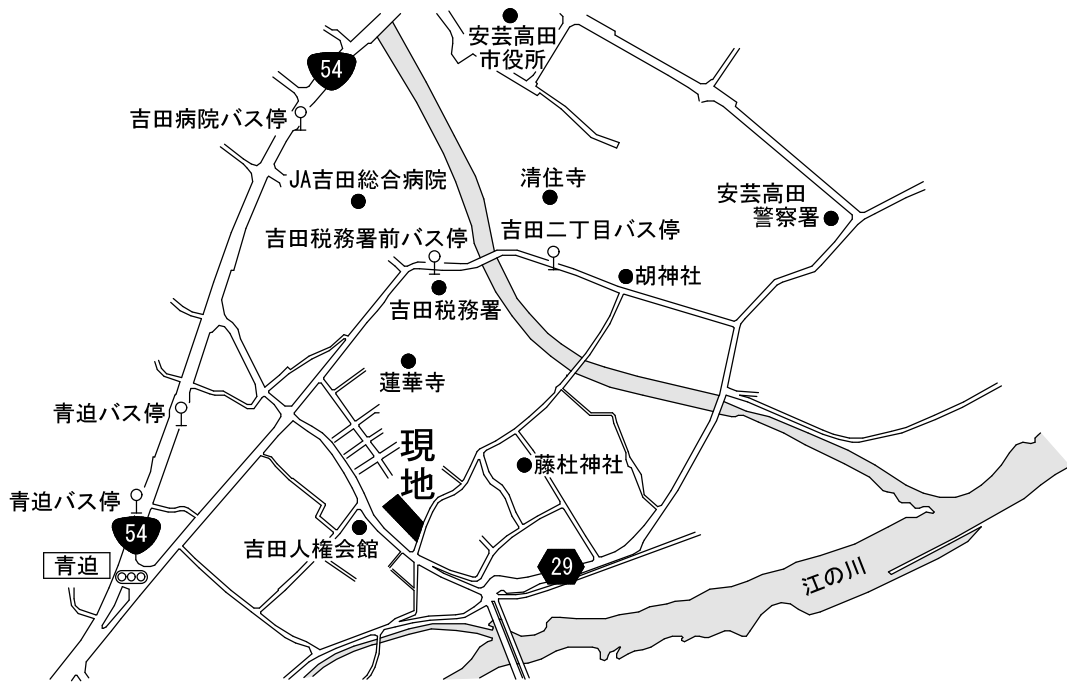 安芸高田
市役所
54
吉田病院バス停
JA吉田総合病院
清住寺
安芸高田
警察署
吉田税務署前バス停
吉田二丁目バス停
胡神社
吉田税務署
蓮華寺
青迫バス停
現
地
藤杜神社
青迫バス停
54
吉田人権会館
青迫
29
江の川